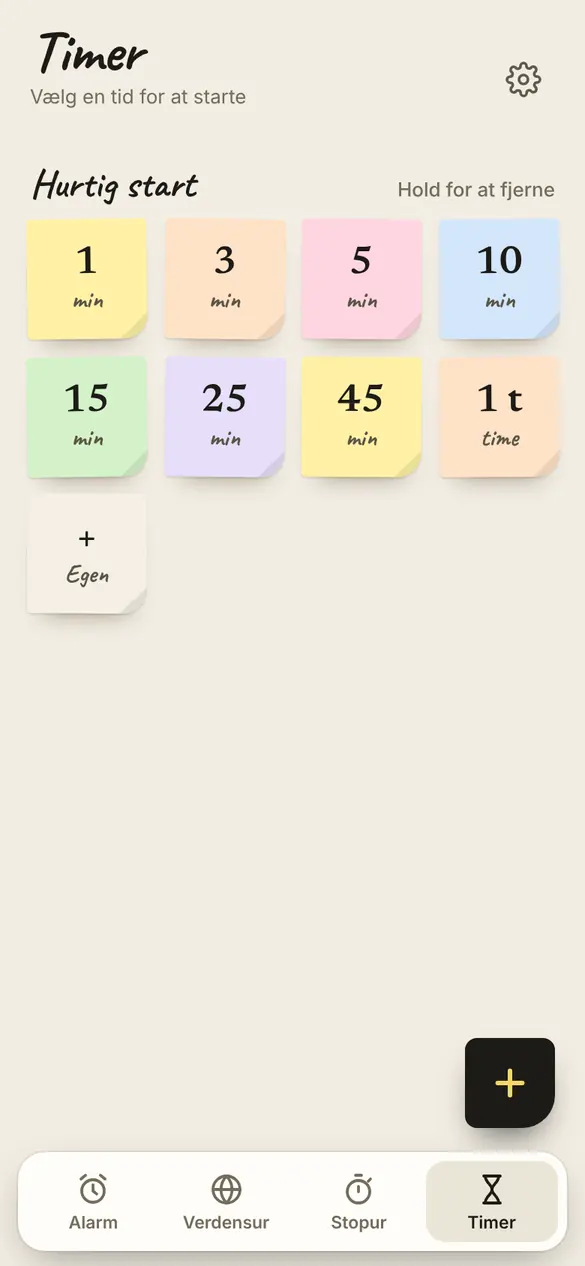 Timer
Vælg en tid for at starte
Hurtig start
Hold for at fjerne
1
min
3
min
5
min
10
min
15
min
25
min
45
min
1 t
time
+
Egen
Alarm
Verdensur
Stopur
Timer